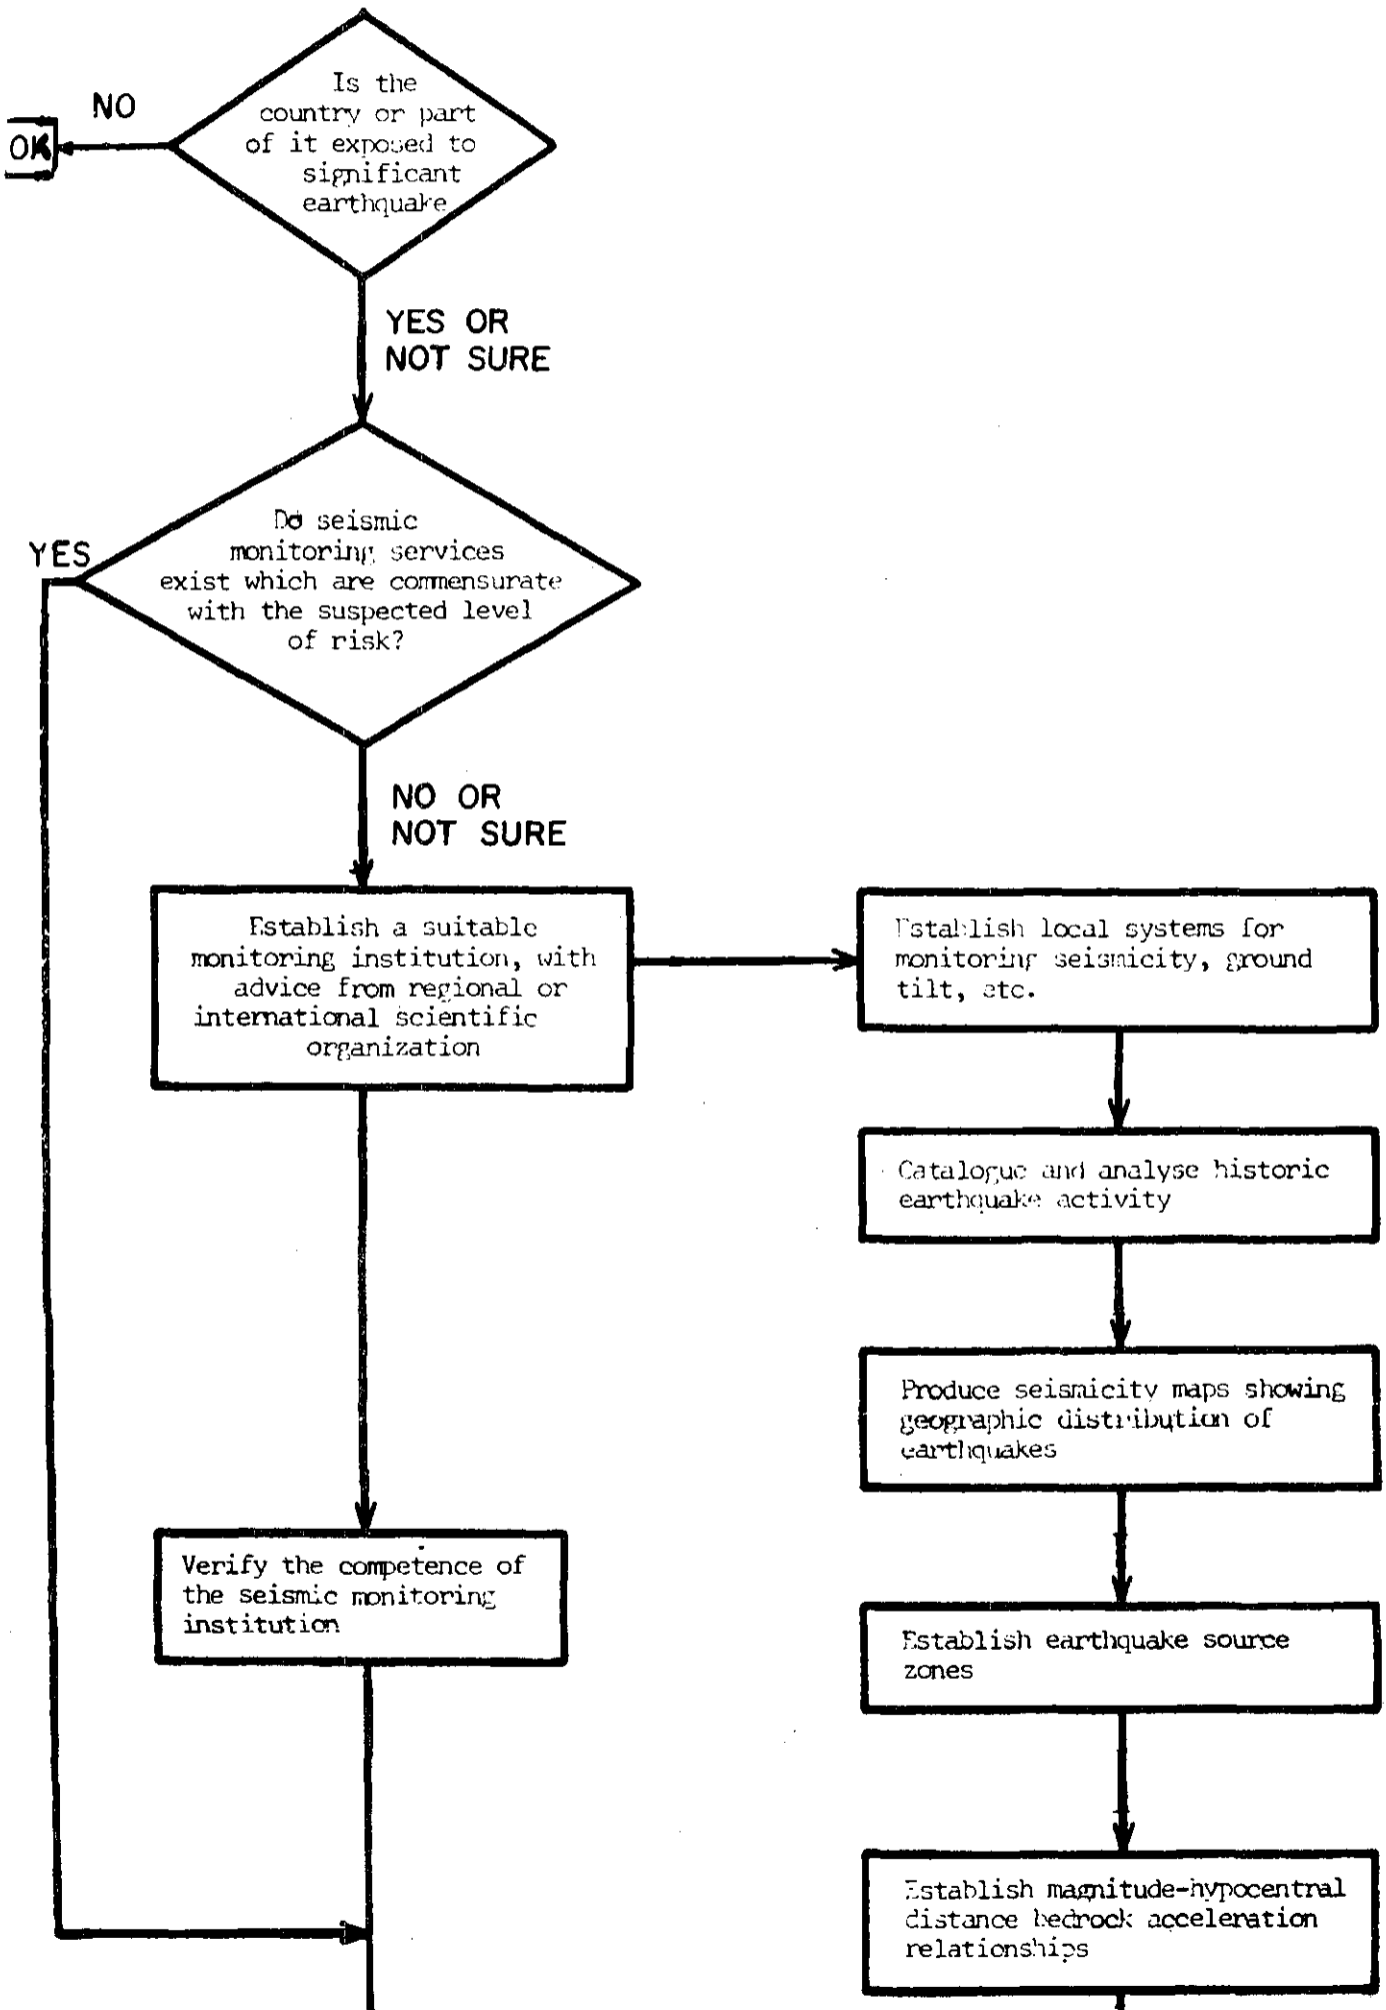 Is the
country or part
of it exposed to
significant
earthquake
NO
OK
YES OR
NOT SURE
Do seismic
monitoring services
exist which are commensurate
with the suspected level
of risk?
YES
NO OR
NOT SURE
Establish a suitable
monitoring institution, with
advice from regional or
international scientific
organization
Establish local systems for
monitoring seismicity, ground
tilt, etc.
Catalogue and analyse historic
earthquake activity
Produce seismicity maps showing
geographic distribution of
earthquakes
Verify the competence of
the seismic monitoring
institution
Establish earthquake source
zones
Establish magnitude-hypocentral
distance bedrock acceleration
relationships